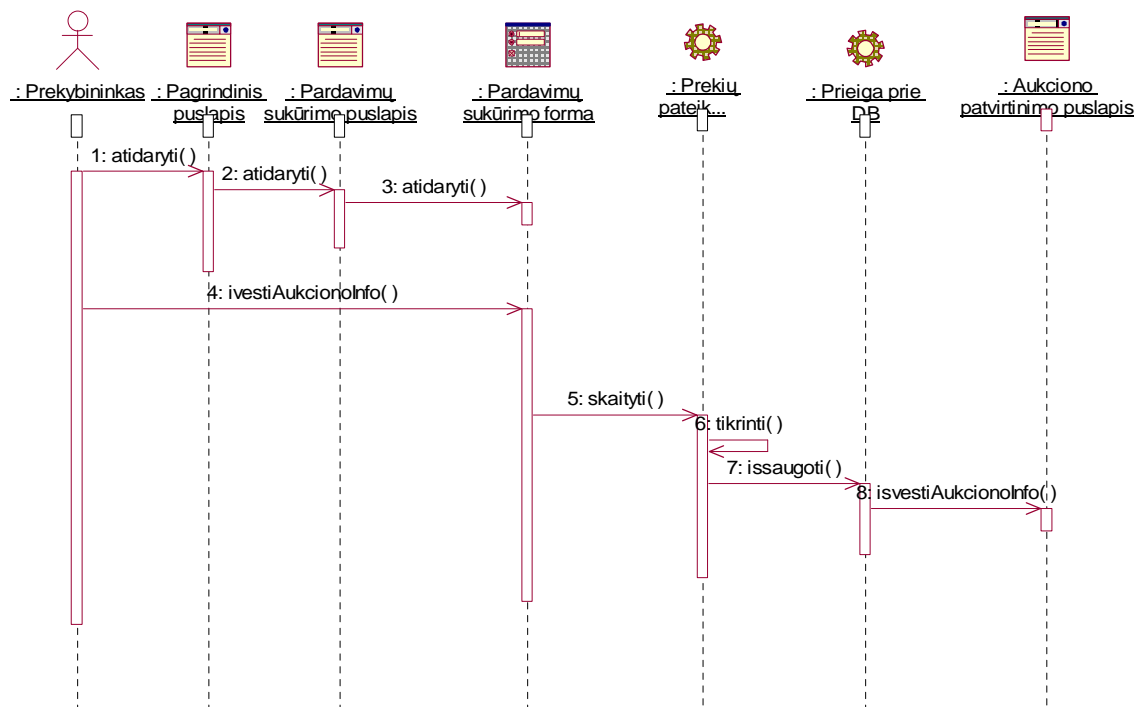 : Prekybininkas
: Pagrindinis
puslapis
: Pardavimų
sukūrimo puslapis
: Pardavimų
sukūrimo forma
: Prekių
pateik...
: Prieiga prie
DB
: Aukciono
patvirtinimo puslapis
1: atidaryti( )
2: atidaryti( )
3: atidaryti( )
4: ivestiAukcionoInfo( )
5: skaityti( )
6: tikrinti( )
7: issaugoti( )
8: isvestiAukcionoInfo( )